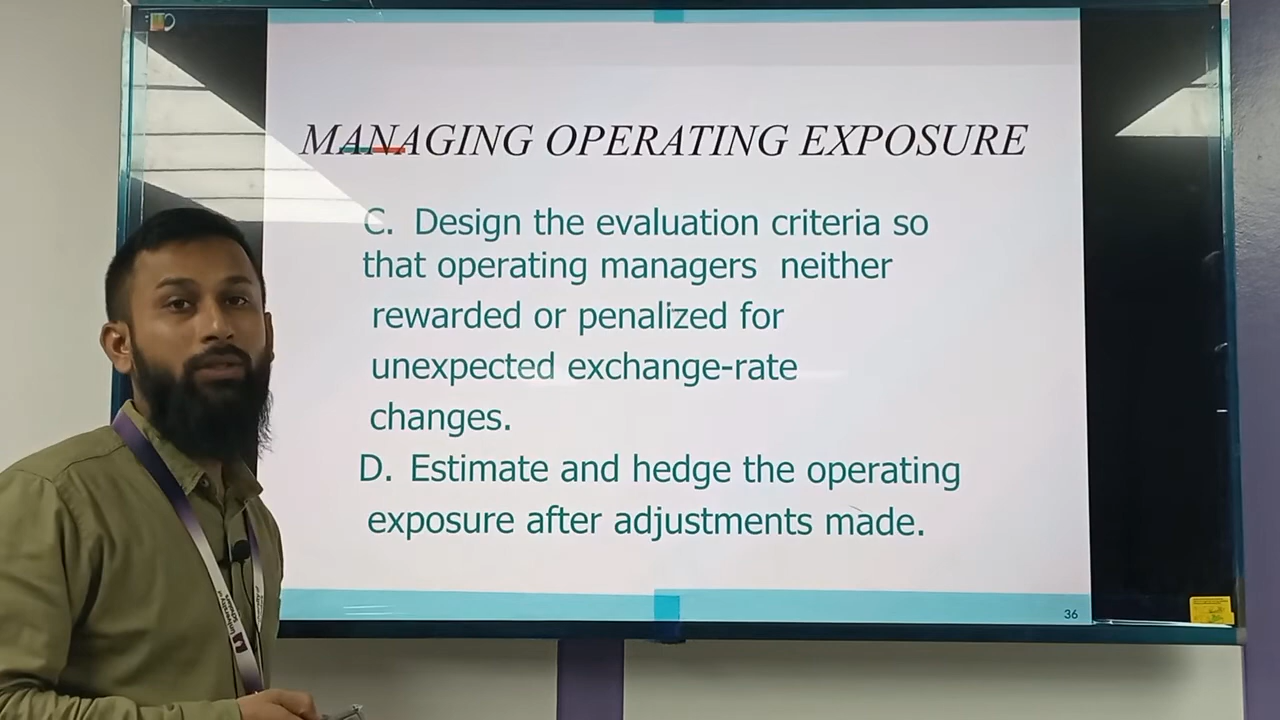 MANAGING OPERATING EXPOSURE
C. Design the evaluation criteria so
that operating managers neither
rewarded or penalized for
unexpected exchange-rate
changes.
D. Estimate and hedge the operating
exposure after adjustments made.
36